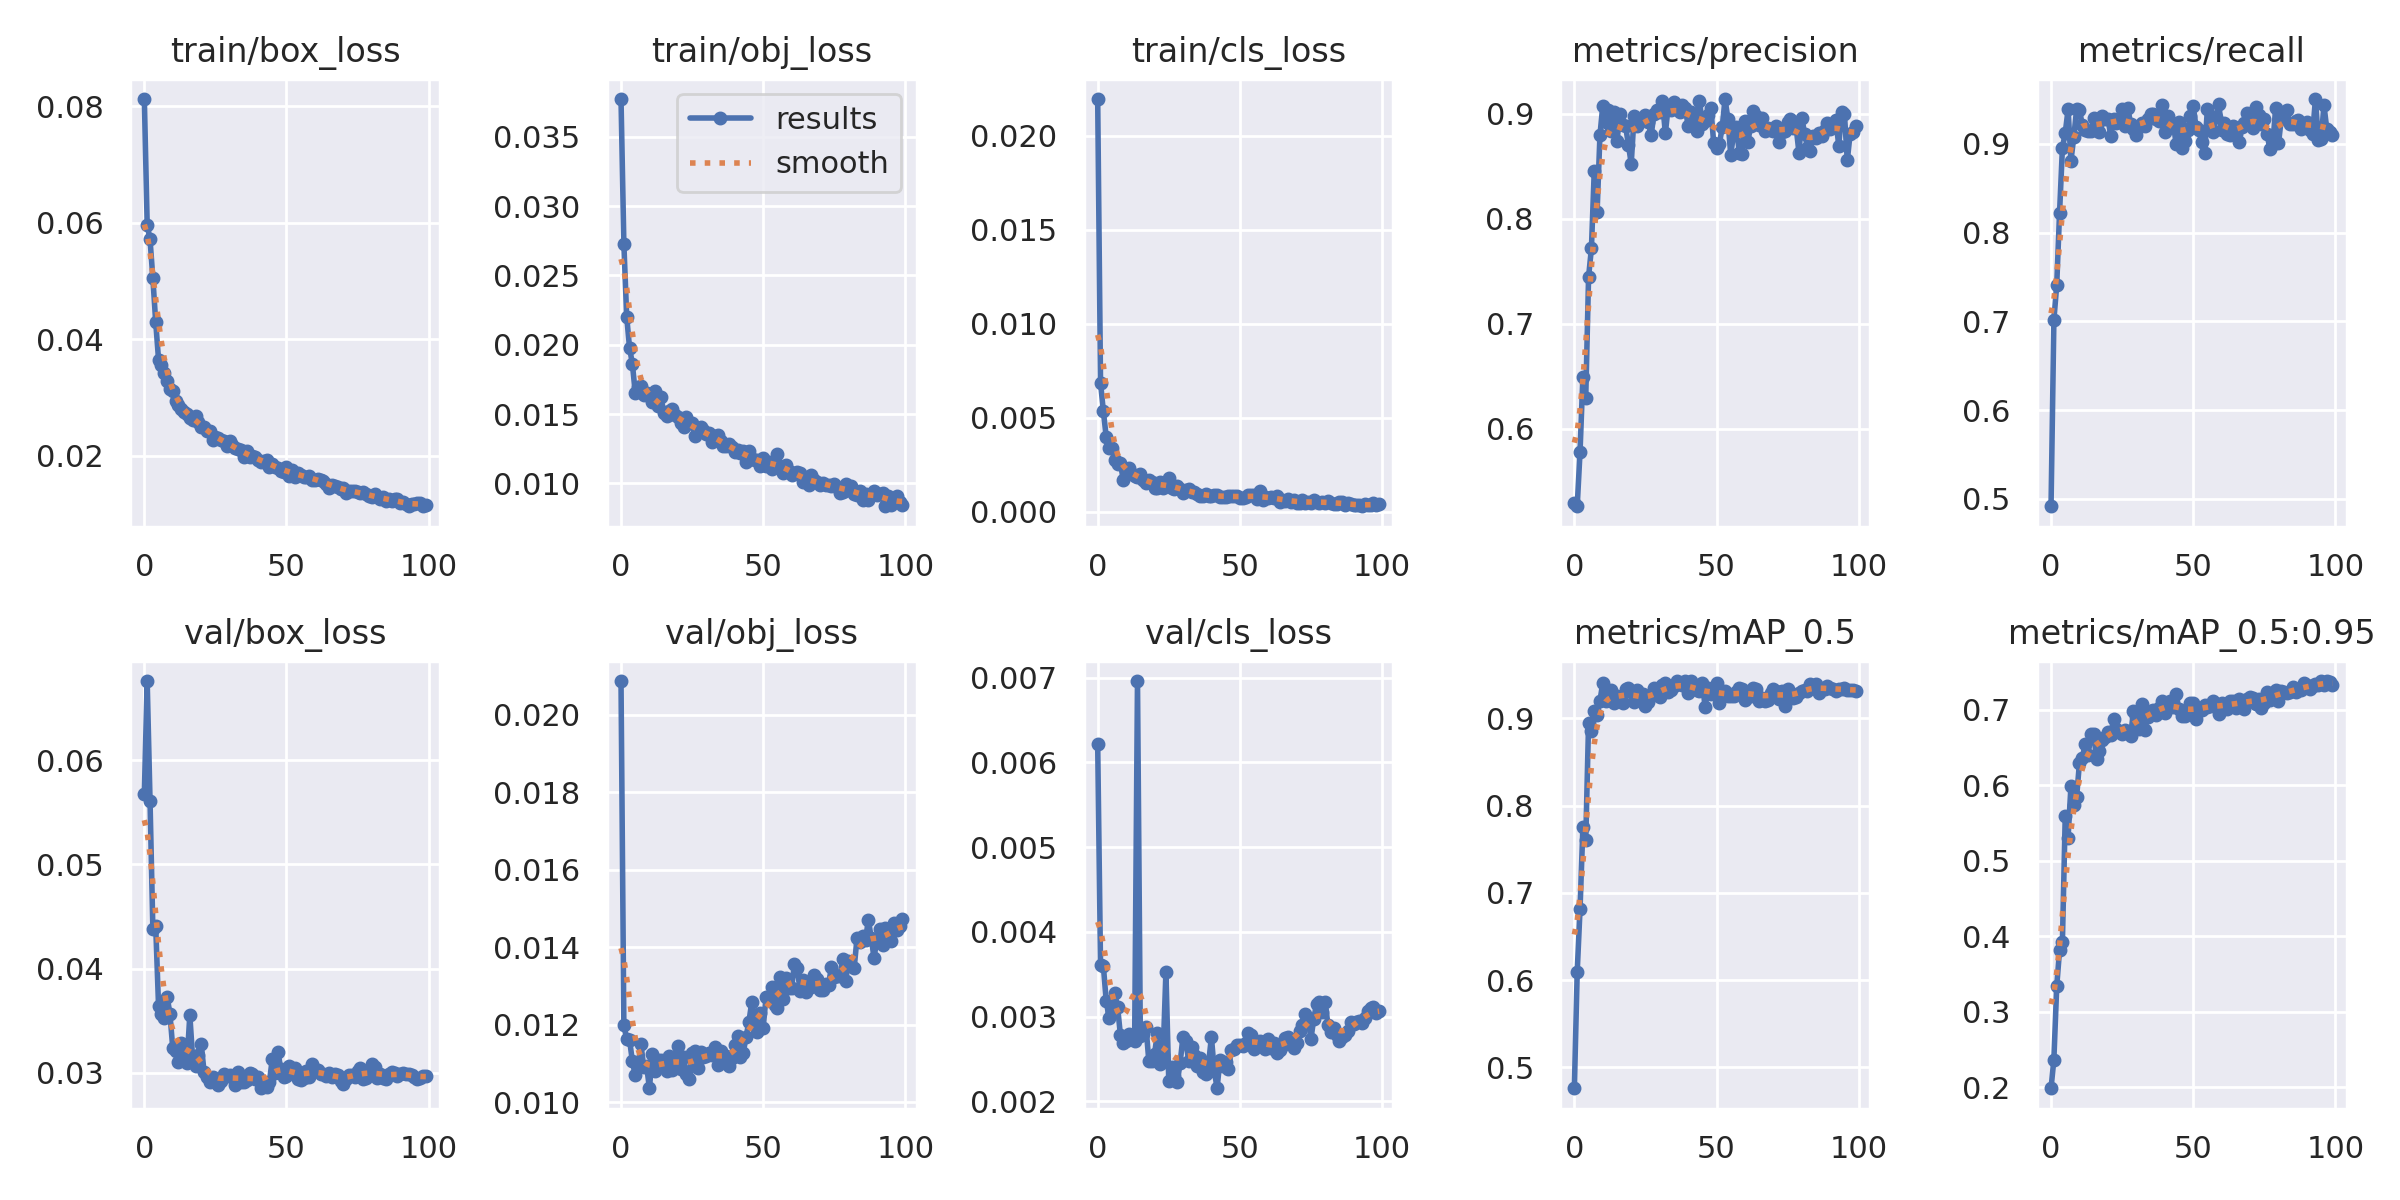 train/box_loss
0.08
0.06
0.04
0.02
0 50 100
train/obj_loss
results
smooth
0.035
0.030
0.025
0.020
0.015
0.010
0 50 100
train/cls_loss
0.020
0.015
0.010
0.005
0.000
0 50 100
metrics/precision
0.9
0.8
0.7
0.6
0 50 100
metrics/recall
0.9
0.8
0.7
0.6
0.5
0 50 100
val/box_loss
0.06
0.05
0.04
0.03
0 50 100
val/obj_loss
0.020
0.018
0.016
0.014
0.012
0.010
0 50 100
val/cls_loss
0.007
0.006
0.005
0.004
0.003
0.002
0 50 100
metrics/mAP_0.5
0.9
0.8
0.7
0.6
0.5
0 50 100
metrics/mAP_0.5:0.95
0.7
0.6
0.5
0.4
0.3
0.2
0 50 100